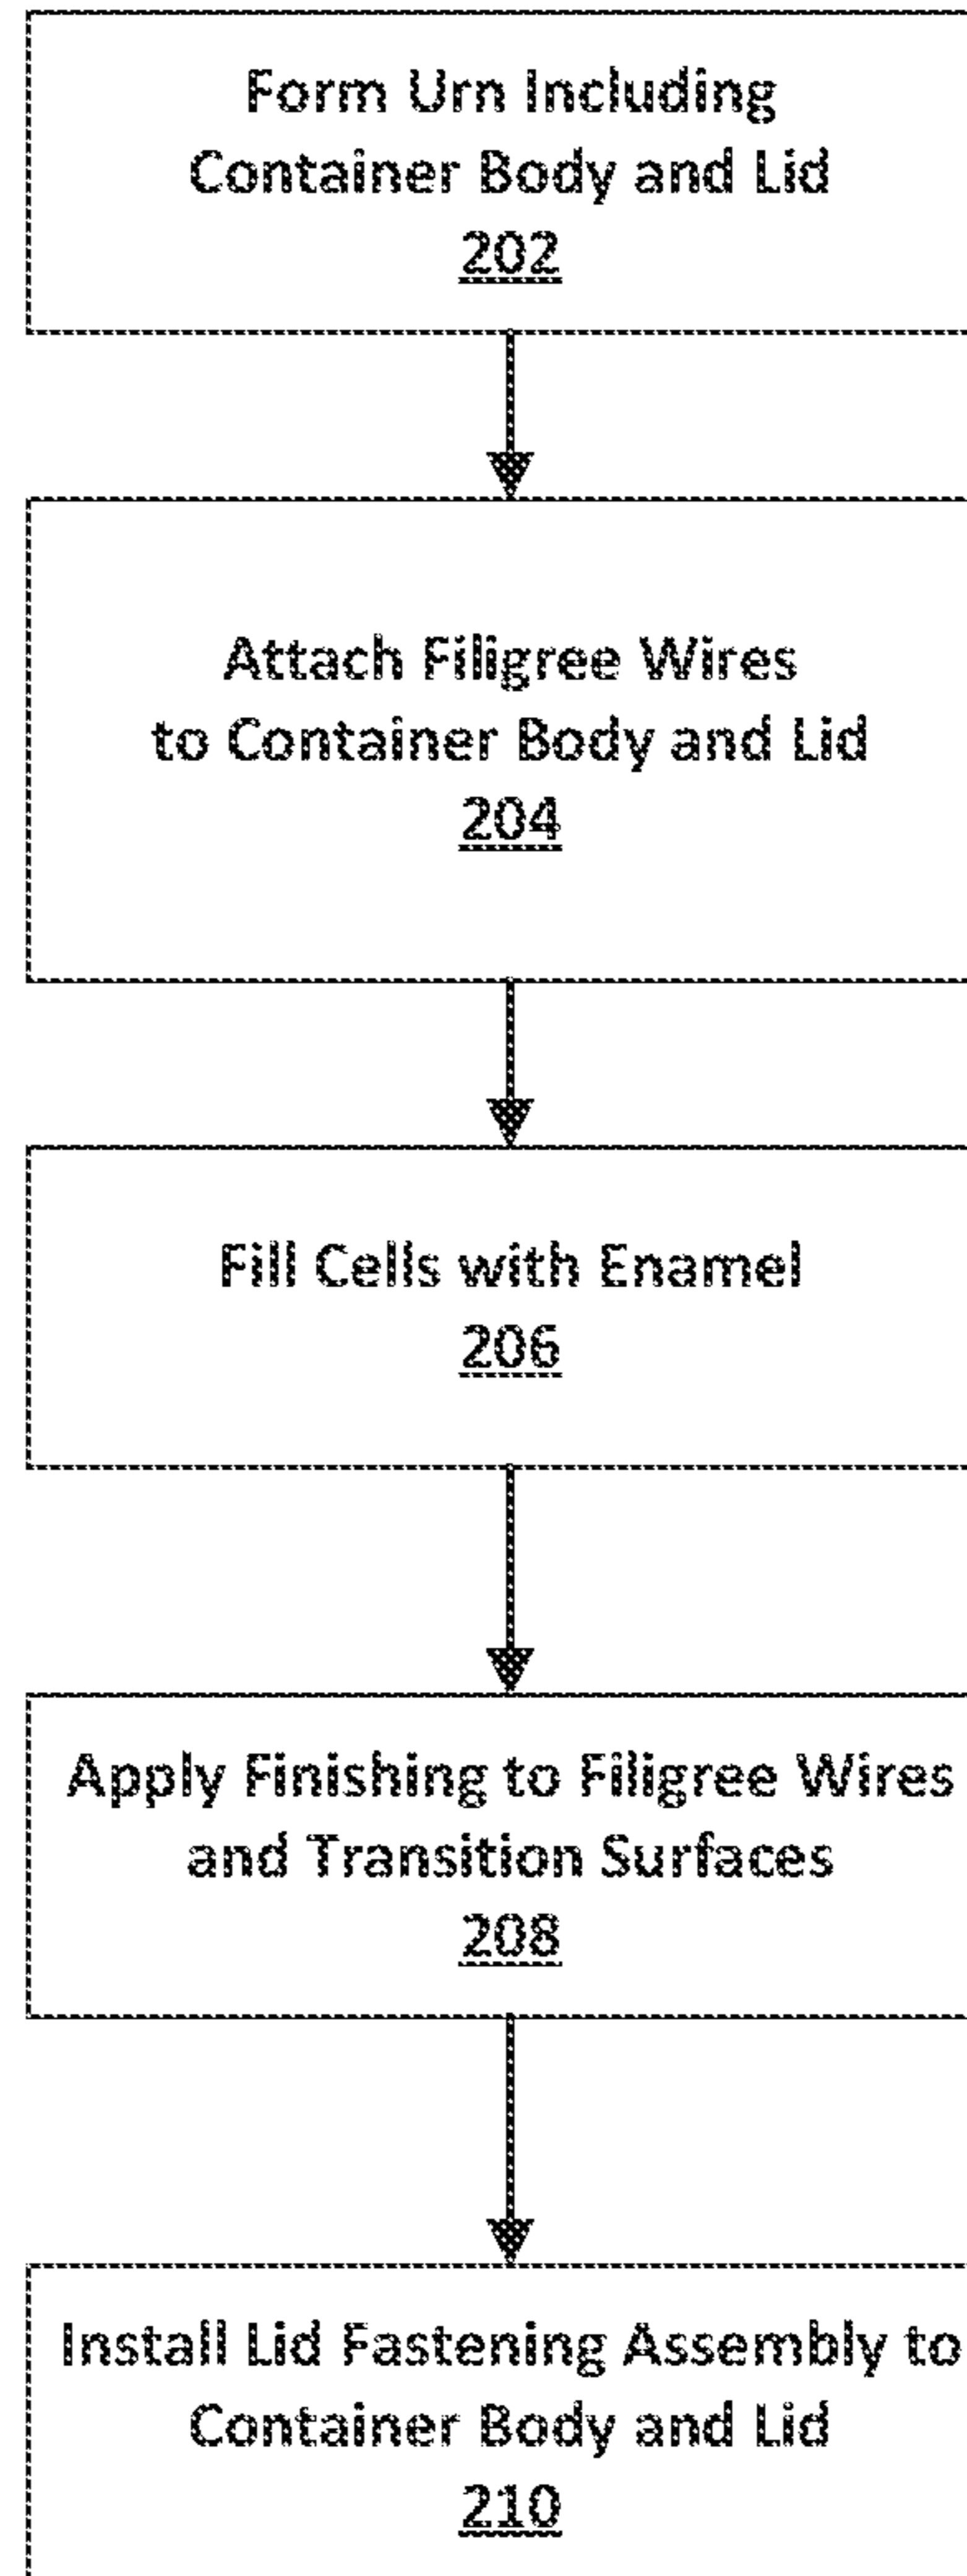 Form Urn Including
Container Body and Lid
202
Attach Filigree Wires
to Container Body and Lid
204
Fill Cells with Enamel
206
Apply Finishing to Filigree Wires
and Transition Surfaces
208
Install Lid Fastening Assembly to
Container Body and Lid
210